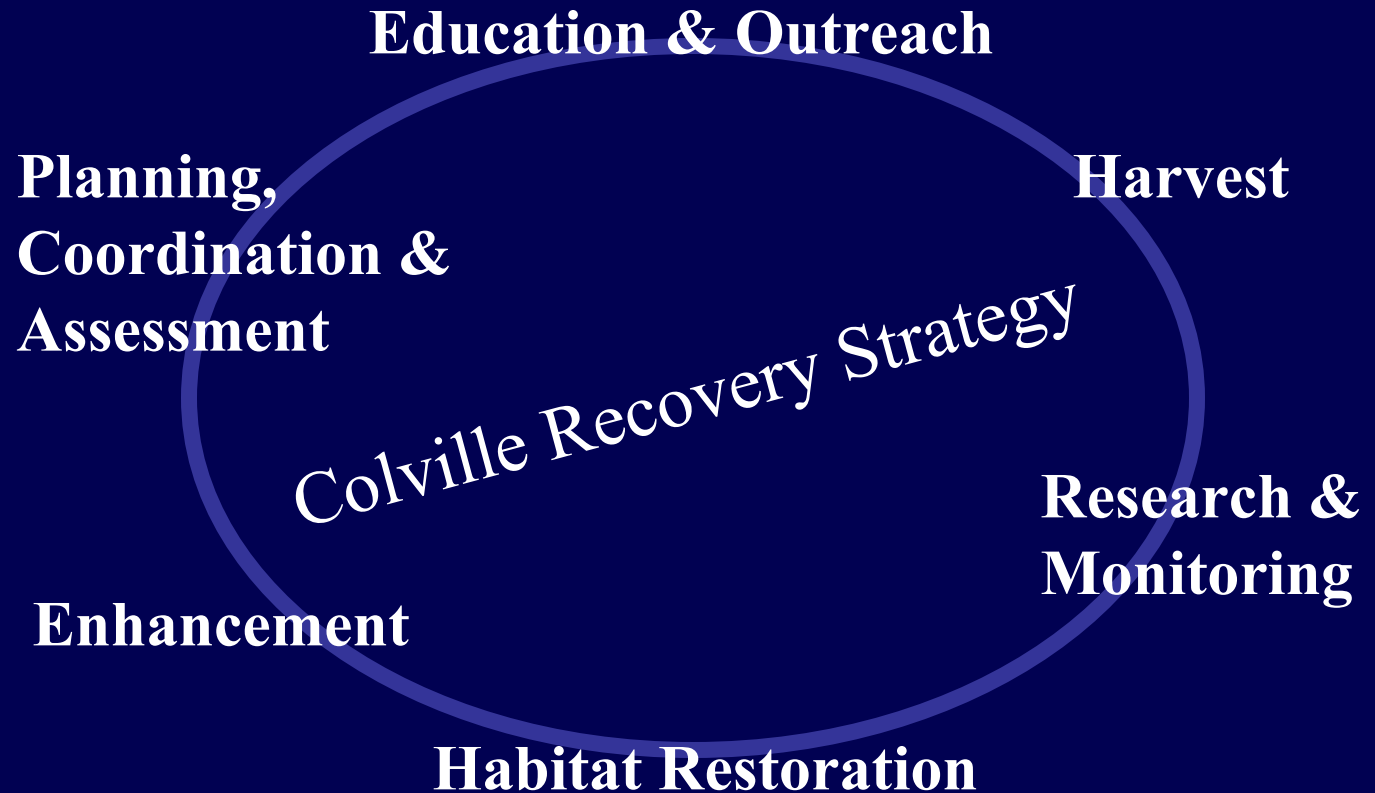 Education & Outreach
Planning,
Coordination &
Assessment
Harvest
Colville Recovery Strategy
Research &
Monitoring
Enhancement
Habitat Restoration